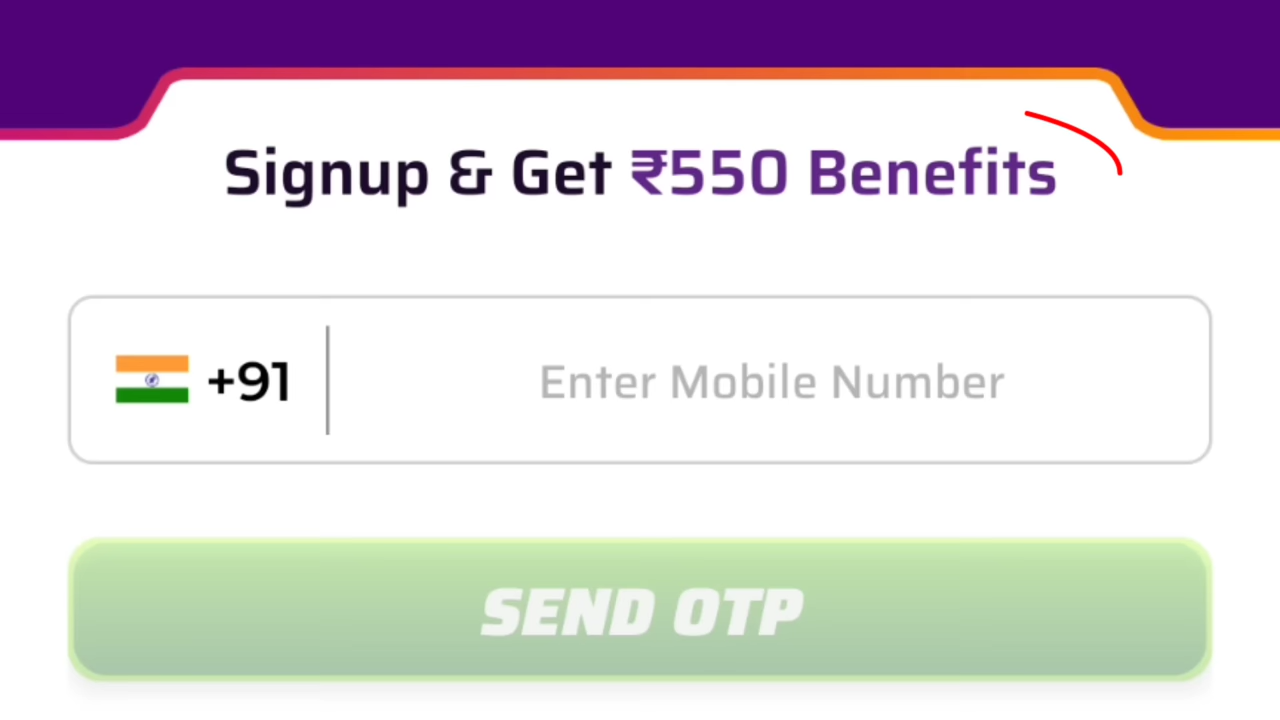 Signup & Get ₹550 Benefits
+91 Enter Mobile Number
SEND OTP